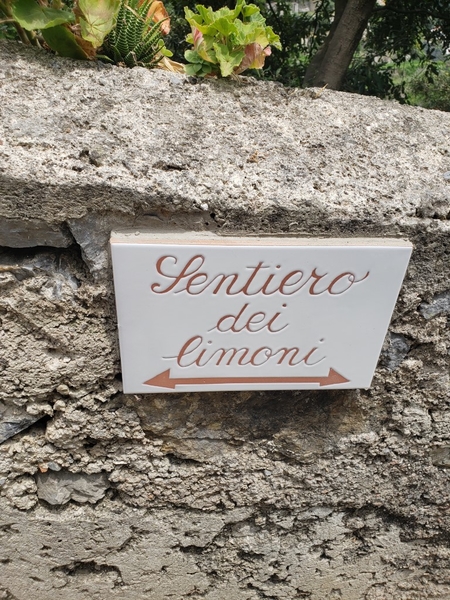 Sentiero
dei
limoni